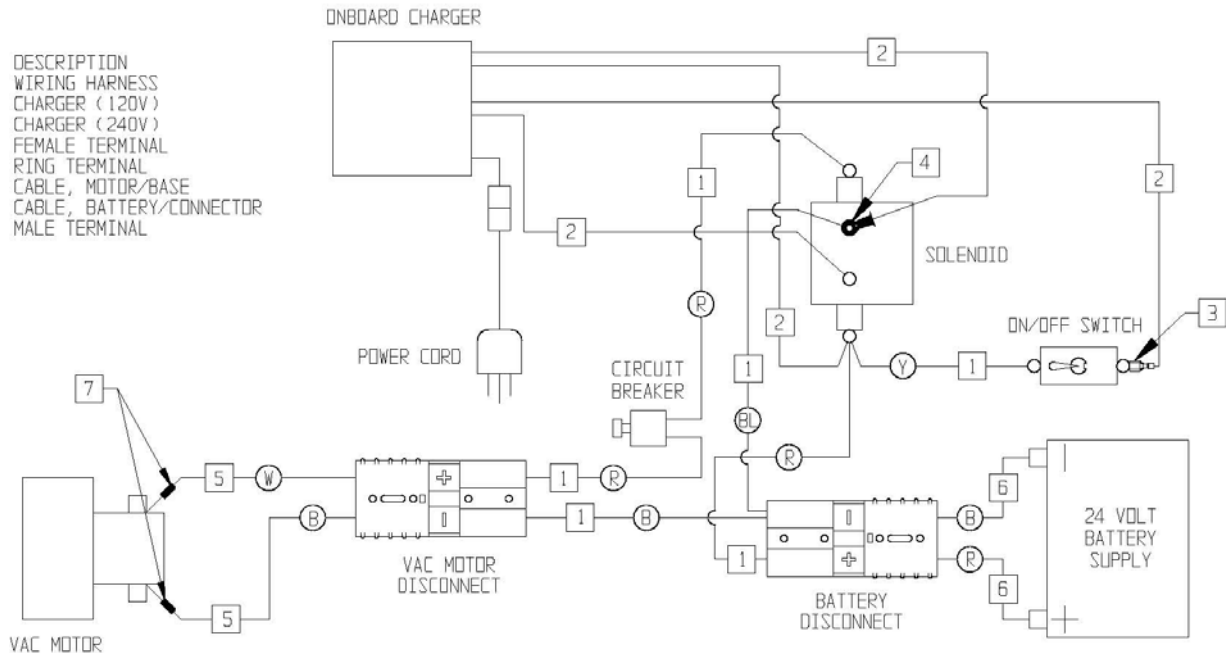 ONBOARD CHARGER
DESCRIPTION
WIRING HARNESS
CHARGER (120V)
CHARGER (240V)
FEMALE TERMINAL
RING TERMINAL
CABLE, MOTOR/BASE
CABLE, BATTERY/CONNECTOR
MALE TERMINAL
2
4
1
2
2
SOLENOID
R
2
ON/OFF SWITCH
3
POWER CORD
CIRCUIT
BREAKER
1
Y
1
7
BL
5
W
+
1
R
R
6
24 VOLT
BATTERY
SUPPLY
B
1
B
B
VAC MOTOR
DISCONNECT
1
+
R
6
5
BATTERY
DISCONNECT
+
VAC MOTOR